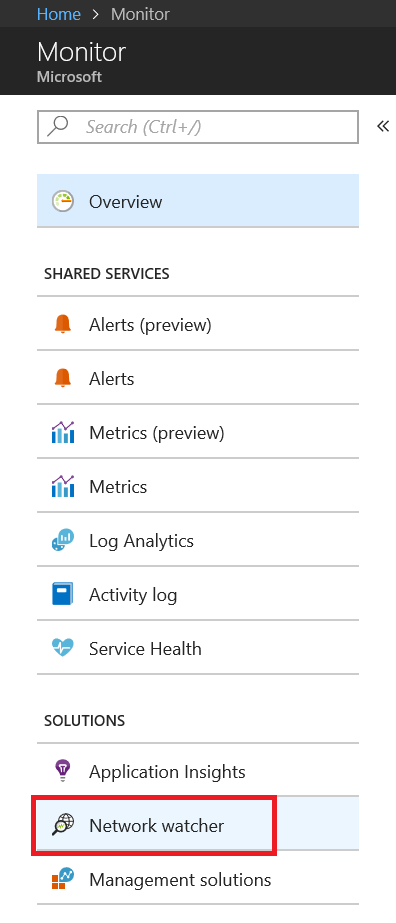 Home > Monitor
Monitor
Microsoft
Search (Ctrl+/)
Overview
SHARED SERVICES
Alerts (preview)
Alerts
Metrics (preview)
Metrics
Log Analytics
Activity log
Service Health
SOLUTIONS
Application Insights
Network watcher
Management solutions